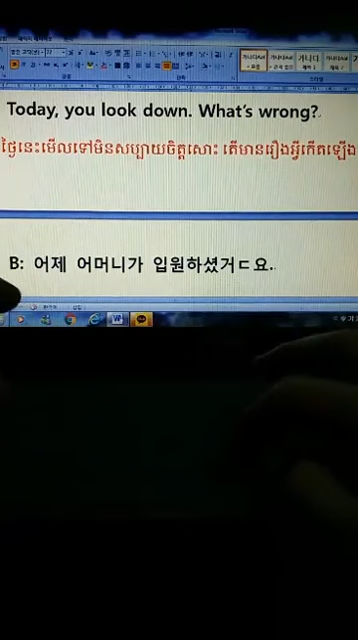 Today, you look down. What's wrong?
ថ្ងៃនេះមើលទៅមិនសប្បាយចិត្តសោះ តើមានរឿងអ្វីកើតឡើង
B: 어제 어머니가 입원하셨거ㄷ요.